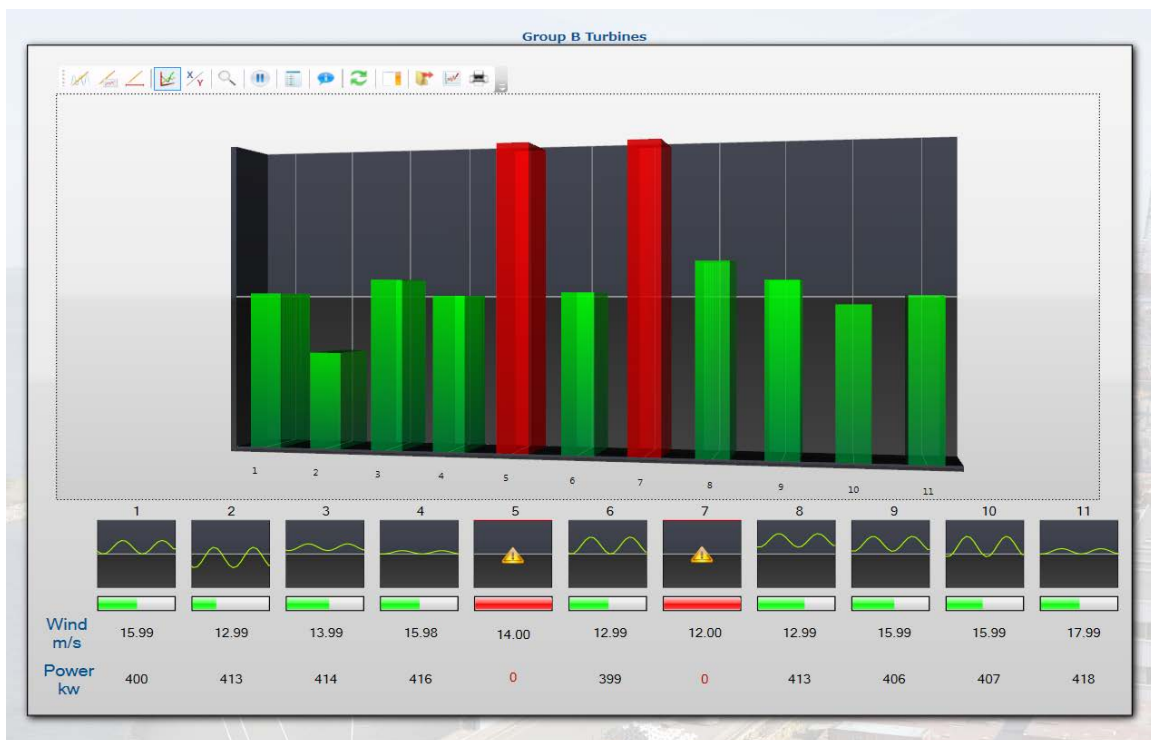 Group B Turbines
X/Y
1 2 3 4 5 6 7 8 9 10 11
1 2 3 4 5 6 7 8 9 10 11
Wind m/s 15.99 12.99 13.99 15.98 14.00 12.99 12.00 12.99 15.99 15.99 17.99
Power kw 400 413 414 416 0 399 0 413 406 407 418